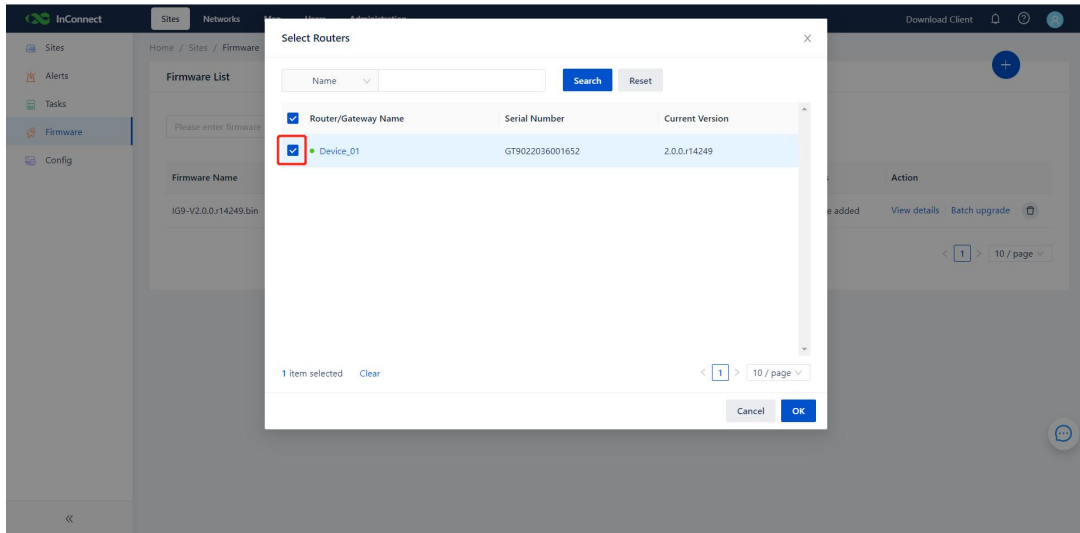 InConnect
Sites Networks Map Users Administration
Download Client
Sites
Alerts
Tasks
Firmware
Config
Home / Sites / Firmware
Firmware List
Please enter firmware
Firmware Name
Action
IG9-V2.0.0.r14249.bin
e added View details Batch upgrade
< 1 > 10 / page
Select Routers
Name
Search Reset
Router/Gateway Name Serial Number Current Version
Device_01 GT9022036001652 2.0.0.r14249
1 item selected Clear
< 1 > 10 / page
Cancel OK